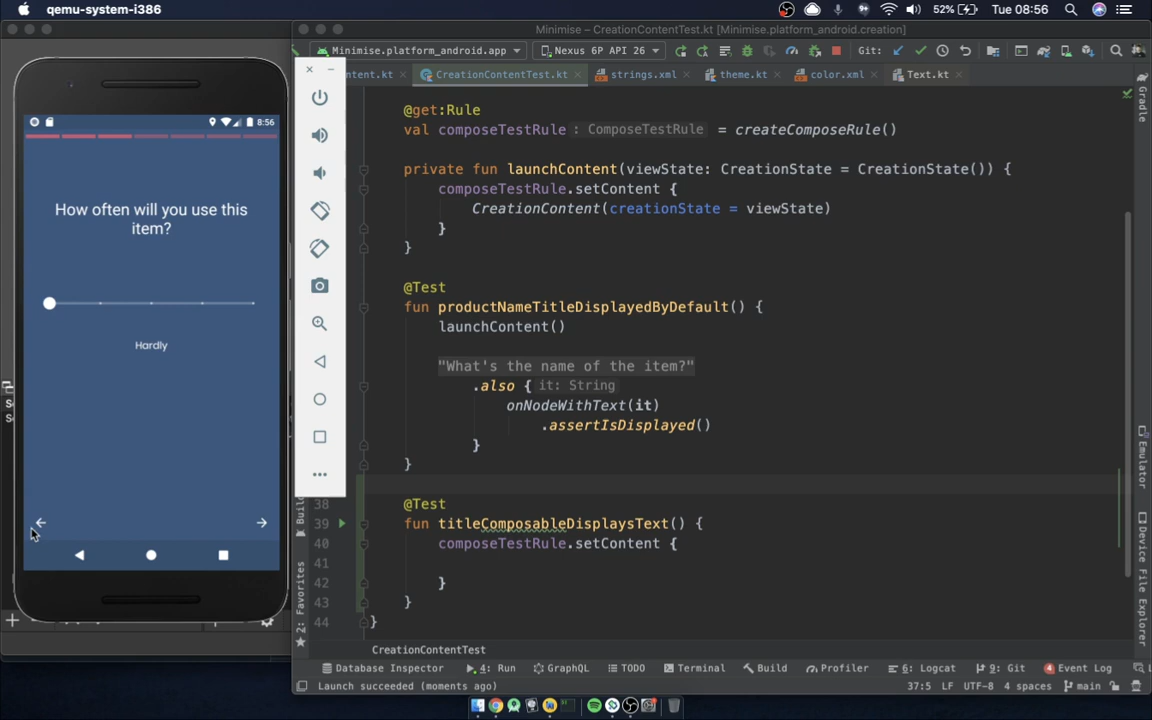 qemu-system-i386
9+
52%
Tue 08:56
Minimise – CreationContentTest.kt [Minimise.platform_android.creation]
Minimise.platform_android.app
Nexus 6P API 26
Git:
ntent.kt
CreationContentTest.kt
strings.xml
theme.kt
color.kt
Text.kt
8:56
How often will you use this
item?
Hardly
@get:Rule
val composeTestRule : ComposeTestRule = createComposeRule()
private fun launchContent(viewState: CreationState = CreationState()) {
composeTestRule.setContent {
CreationContent(creationState = viewState)
}
}
@Test
fun productNameTitleDisplayedByDefault() {
launchContent()
"What's the name of the item?"
.also { it: String
onNodeWithText(it)
.assertIsDisplayed()
}
}
38 @Test
39 fun titleComposableDisplaysText() {
40 composeTestRule.setContent {
41
42 }
43 }
44 }
Gradle
Emulator
Device File Explorer
Build
2: Favorites
CreationContentTest
Database Inspector
4: Run
GraphQL
TODO
Terminal
Build
Profiler
6: Logcat
9: Git
4 Event Log
Launch succeeded (moments ago)
37:5 LF UTF-8 4 spaces main